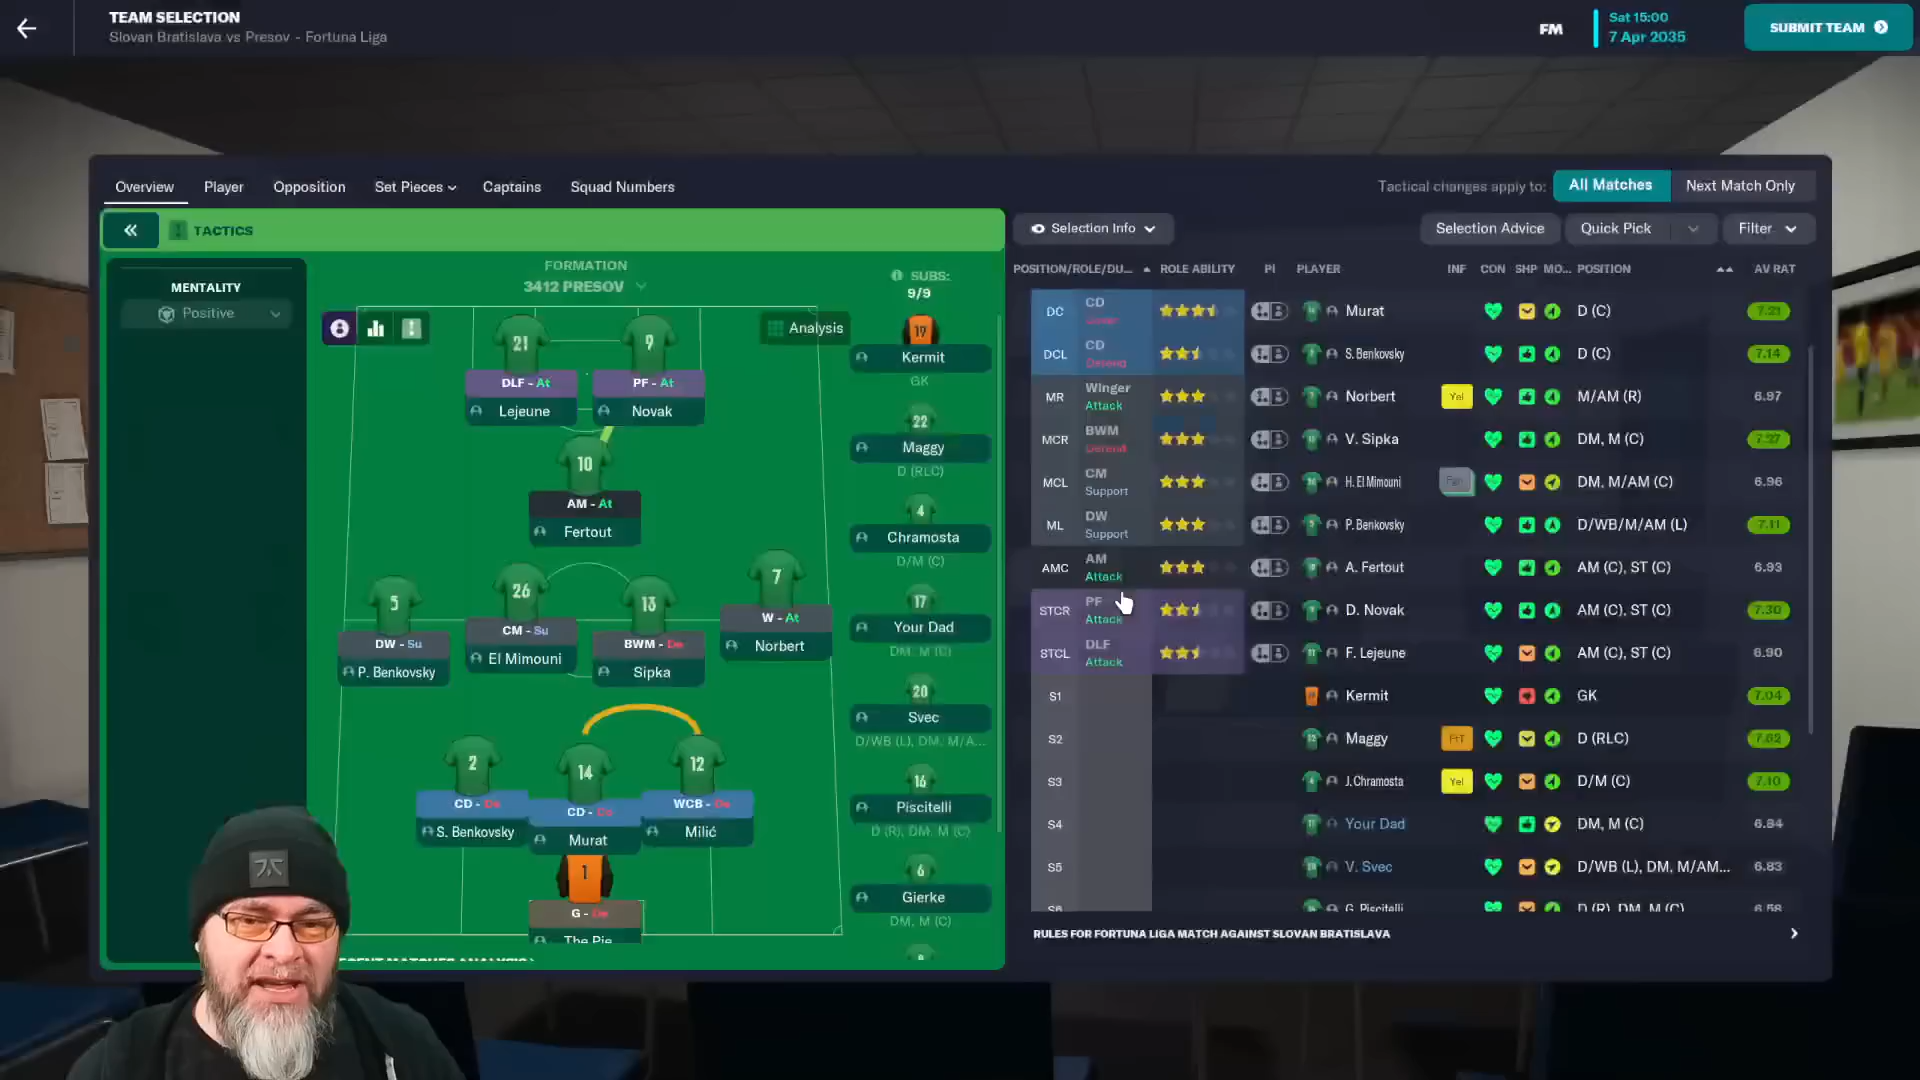 TEAM SELECTION
Slovan Bratislava vs Presov - Fortuna Liga
FM
Sat 15:00
7 Apr 2035
SUBMIT TEAM
Overview
Player
Opposition
Set Pieces
Captains
Squad Numbers
Tactical changes apply to:
All Matches
Next Match Only
TACTICS
Selection Info
Selection Advice
Quick Pick
Filter
MENTALITY
Positive
FORMATION
3412 PRESOV
SUBS:
9/9
Analysis
21
DLF - At
Lejeune
9
PF - At
Novak
10
AM - At
Fertout
5
DW - Su
P. Benkovsky
26
CM - Su
El Mimouni
13
BWM - De
Sipka
7
W - At
Norbert
2
CD - De
S. Benkovsky
14
CD - Co
Murat
12
WCB - De
Milić
1
G - De
The Pie
19
Kermit
GK
22
Maggy
D (RLC)
4
Chramosta
D/M (C)
17
Your Dad
DM, M (C)
20
Svec
D/WB (L), DM, M/A...
16
Piscitelli
D (R), DM, M (C)
6
Gierke
DM, M (C)
POSITION/ROLE/DU... ROLE ABILITY PI PLAYER INF CON SHP MO... POSITION AV RAT
DC CD Cover Murat D (C) 7.21
DCL CD Defend S. Benkovsky D (C) 7.14
MR Winger Attack Norbert Yel M/AM (R) 6.97
MCR BWM Defend V. Sipka DM, M (C) 7.27
MCL CM Support H. El Mimouni DM, M/AM (C) 6.96
ML DW Support P. Benkovsky D/WB/M/AM (L) 7.11
AMC AM Attack A. Fertout AM (C), ST (C) 6.93
STCR PF Attack D. Novak AM (C), ST (C) 7.30
STCL DLF Attack F. Lejeune AM (C), ST (C) 6.90
S1 Kermit GK 7.04
S2 Maggy D (RLC) 7.62
S3 J. Chramosta Yel D/M (C) 7.10
S4 Your Dad DM, M (C) 6.84
S5 V. Svec D/WB (L), DM, M/AM... 6.83
S6 G. Piscitelli D (R), DM, M (C) 6.58
RULES FOR FORTUNA LIGA MATCH AGAINST SLOVAN BRATISLAVA